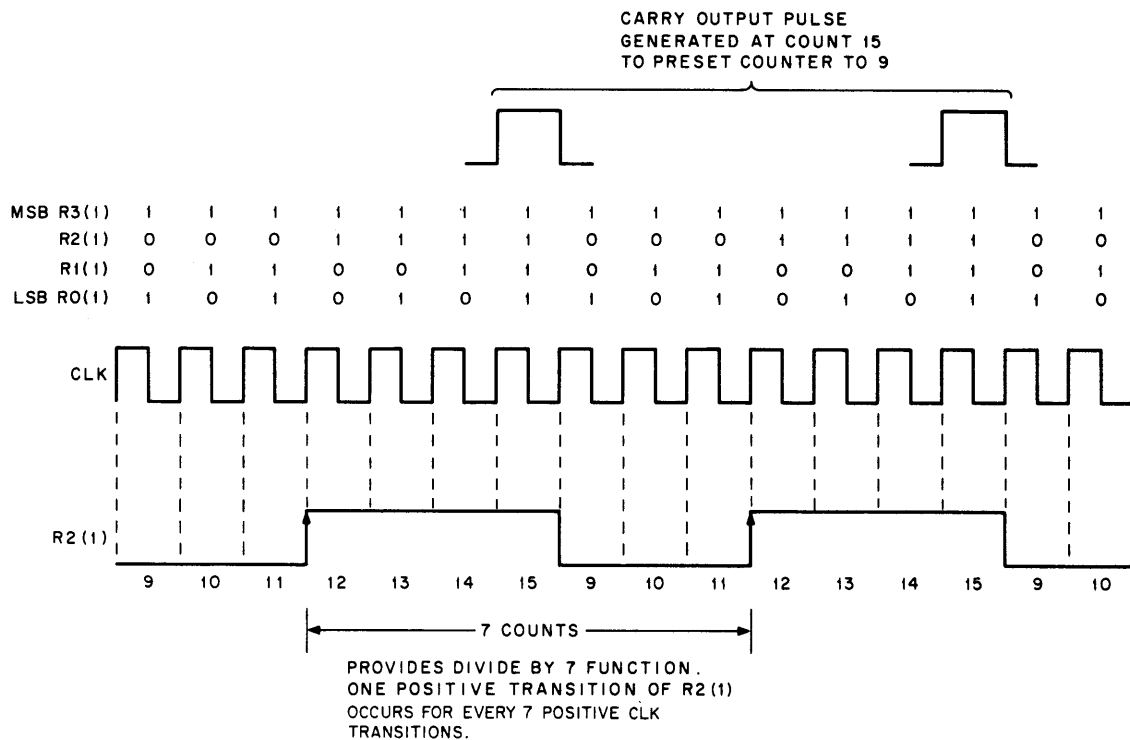 CARRY OUTPUT PULSE
GENERATED AT COUNT 15
TO PRESET COUNTER TO 9
MSB R3(1) 1 1 1 1 1 1 1 1 1 1 1 1 1 1 1 1
R2(1) 0 0 0 1 1 1 1 0 0 0 1 1 1 1 0 0
R1(1) 0 1 1 0 0 1 1 0 1 1 0 0 1 1 0 1
LSB R0(1) 1 0 1 0 1 0 1 1 0 1 0 1 0 1 1 0
CLK
R2(1)
9 10 11 12 13 14 15 9 10 11 12 13 14 15 9 10
7 COUNTS
PROVIDES DIVIDE BY 7 FUNCTION.
ONE POSITIVE TRANSITION OF R2(1)
OCCURS FOR EVERY 7 POSITIVE CLK
TRANSITIONS.